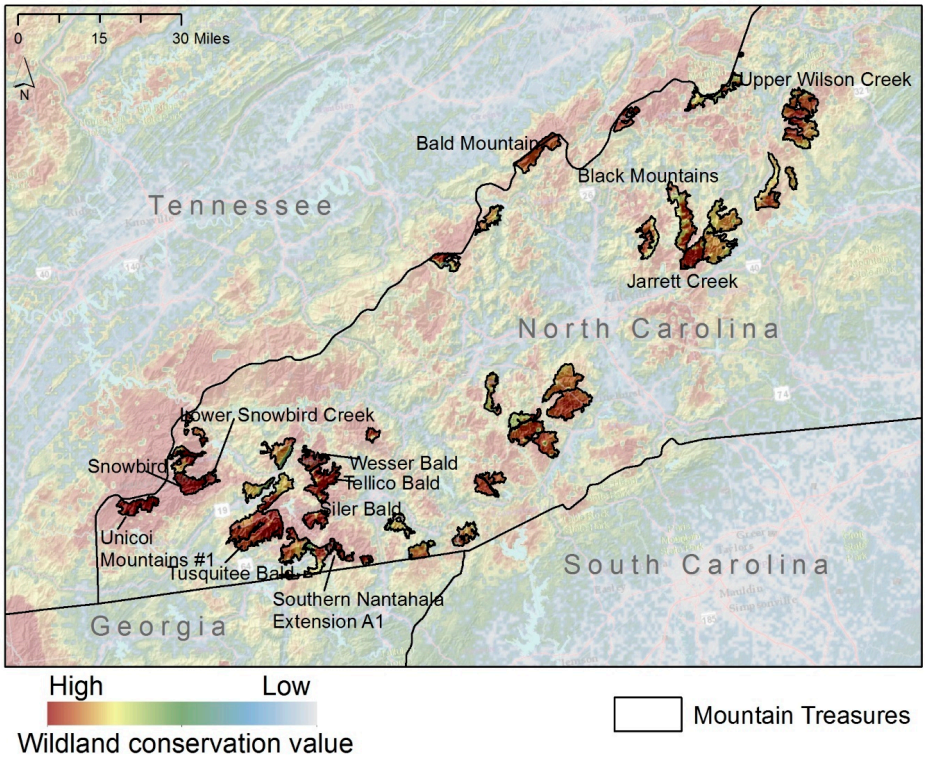 0 15 30 Miles
N
Upper Wilson Creek
Bald Mountain
Black Mountains
Tennessee
Jarrett Creek
North Carolina
74
Lower Snowbird Creek
Snowbird
Wesser Bald
Tellico Bald
Siler Bald
19
Unicoi
Mountains #1
Tusquitee Bald
South Carolina
Southern Nantahala
Extension A1
Georgia
High Low
Wildland conservation value
Mountain Treasures